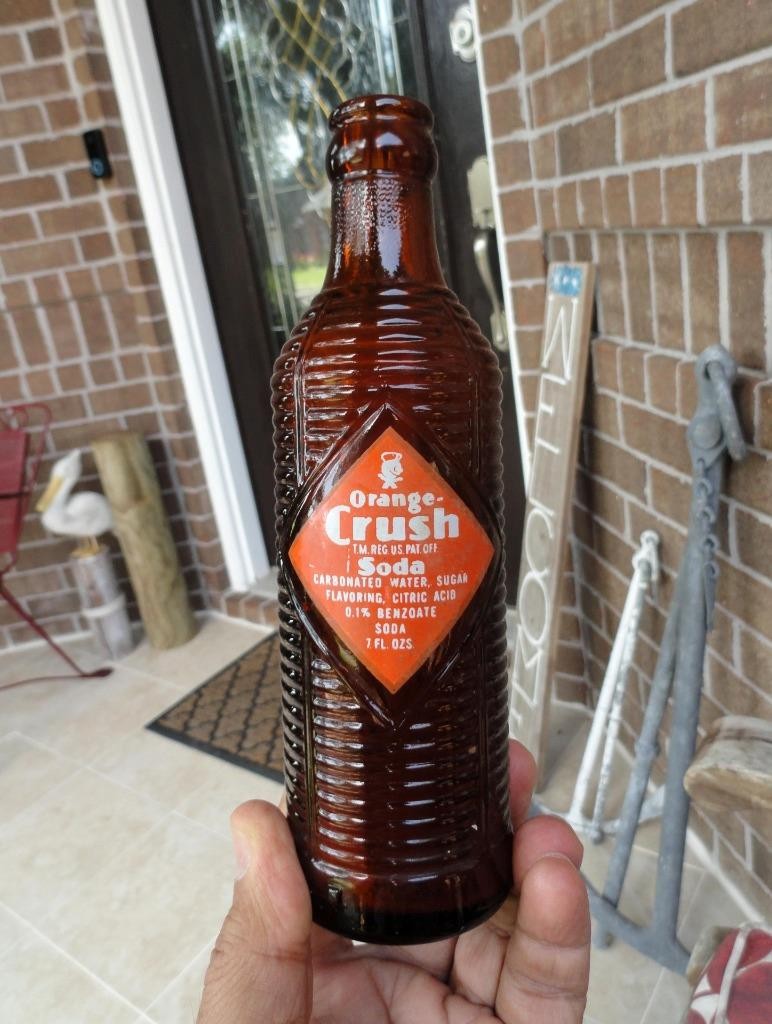 Orange-
Crush
T.M. REG. U.S. PAT. OFF
Soda
CARBONATED WATER, SUGAR
FLAVORING, CITRIC ACID
0.1% BENZOATE
SODA
7 FL. OZS.
WELCOME